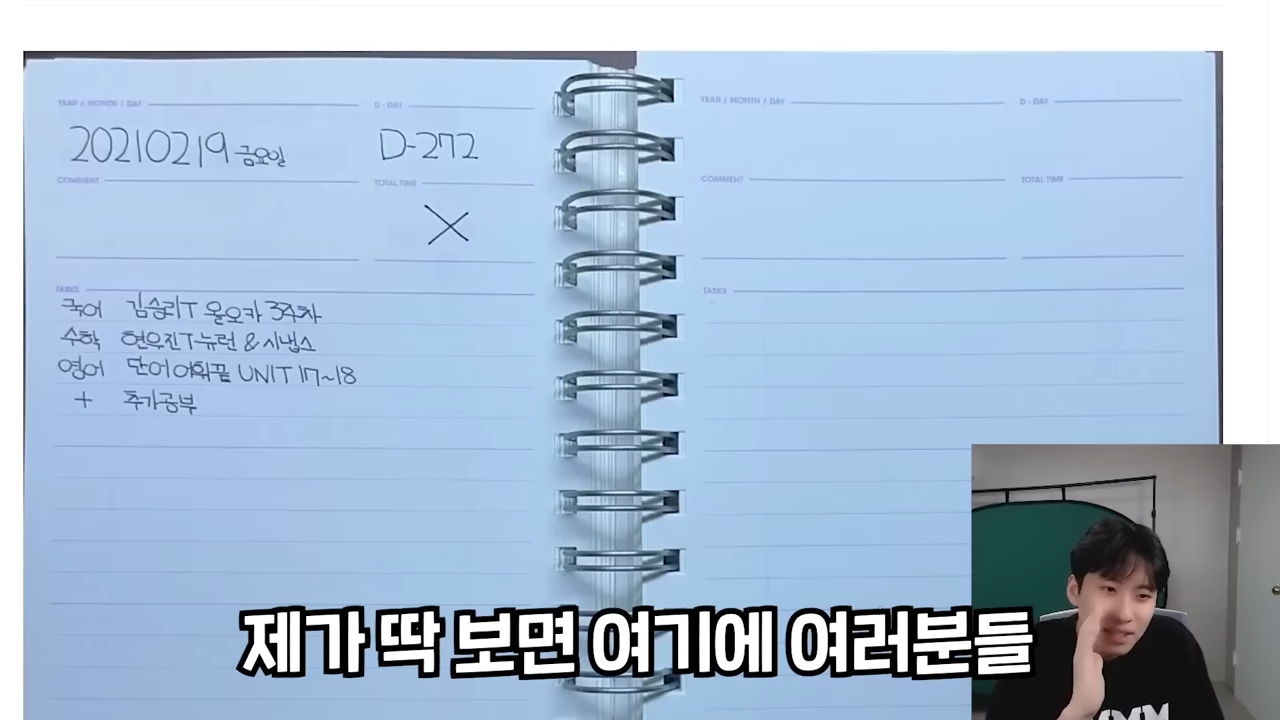 YEAR / MONTH / DAY
D - DAY
20210219 금요일
D-272
COMMENT
TOTAL TIME
X
TASKS
국어 김승리T 올오카 3주차
수학 현우진T-뉴런 & 시냅스
영어 단어 어휘끝 UNIT 17~18
+ 추가공부
YEAR / MONTH / DAY
D - DAY
COMMENT
TOTAL TIME
TASKS
제가 딱 보면 여기에 여러분들